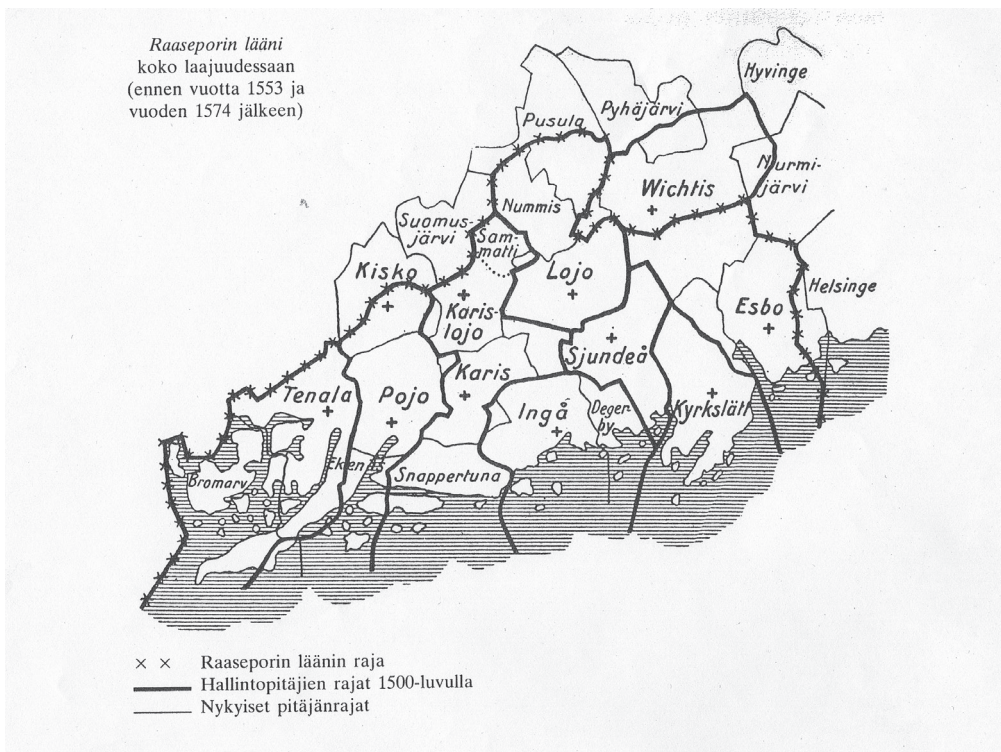 Raaseporin lääni
koko laajuudessaan
(ennen vuotta 1553 ja
vuoden 1574 jälkeen)
Hyvinge
Pyhäjärvi
Pusula
Nurmi-
järvi
Wichtis
Nummis
Suomus-
järvi
Sam-
matti
Kisko
Lojo
Helsinge
Karis-
lojo
Esbo
Sjundeå
Karis
Tenala
Pojo
Ingå
Deger-
by
Kyrkslätt
Ekenäs
Snappertuna
Bromarv
× × Raaseporin läänin raja
Hallintopitäjien rajat 1500-luvulla
Nykyiset pitäjänrajat